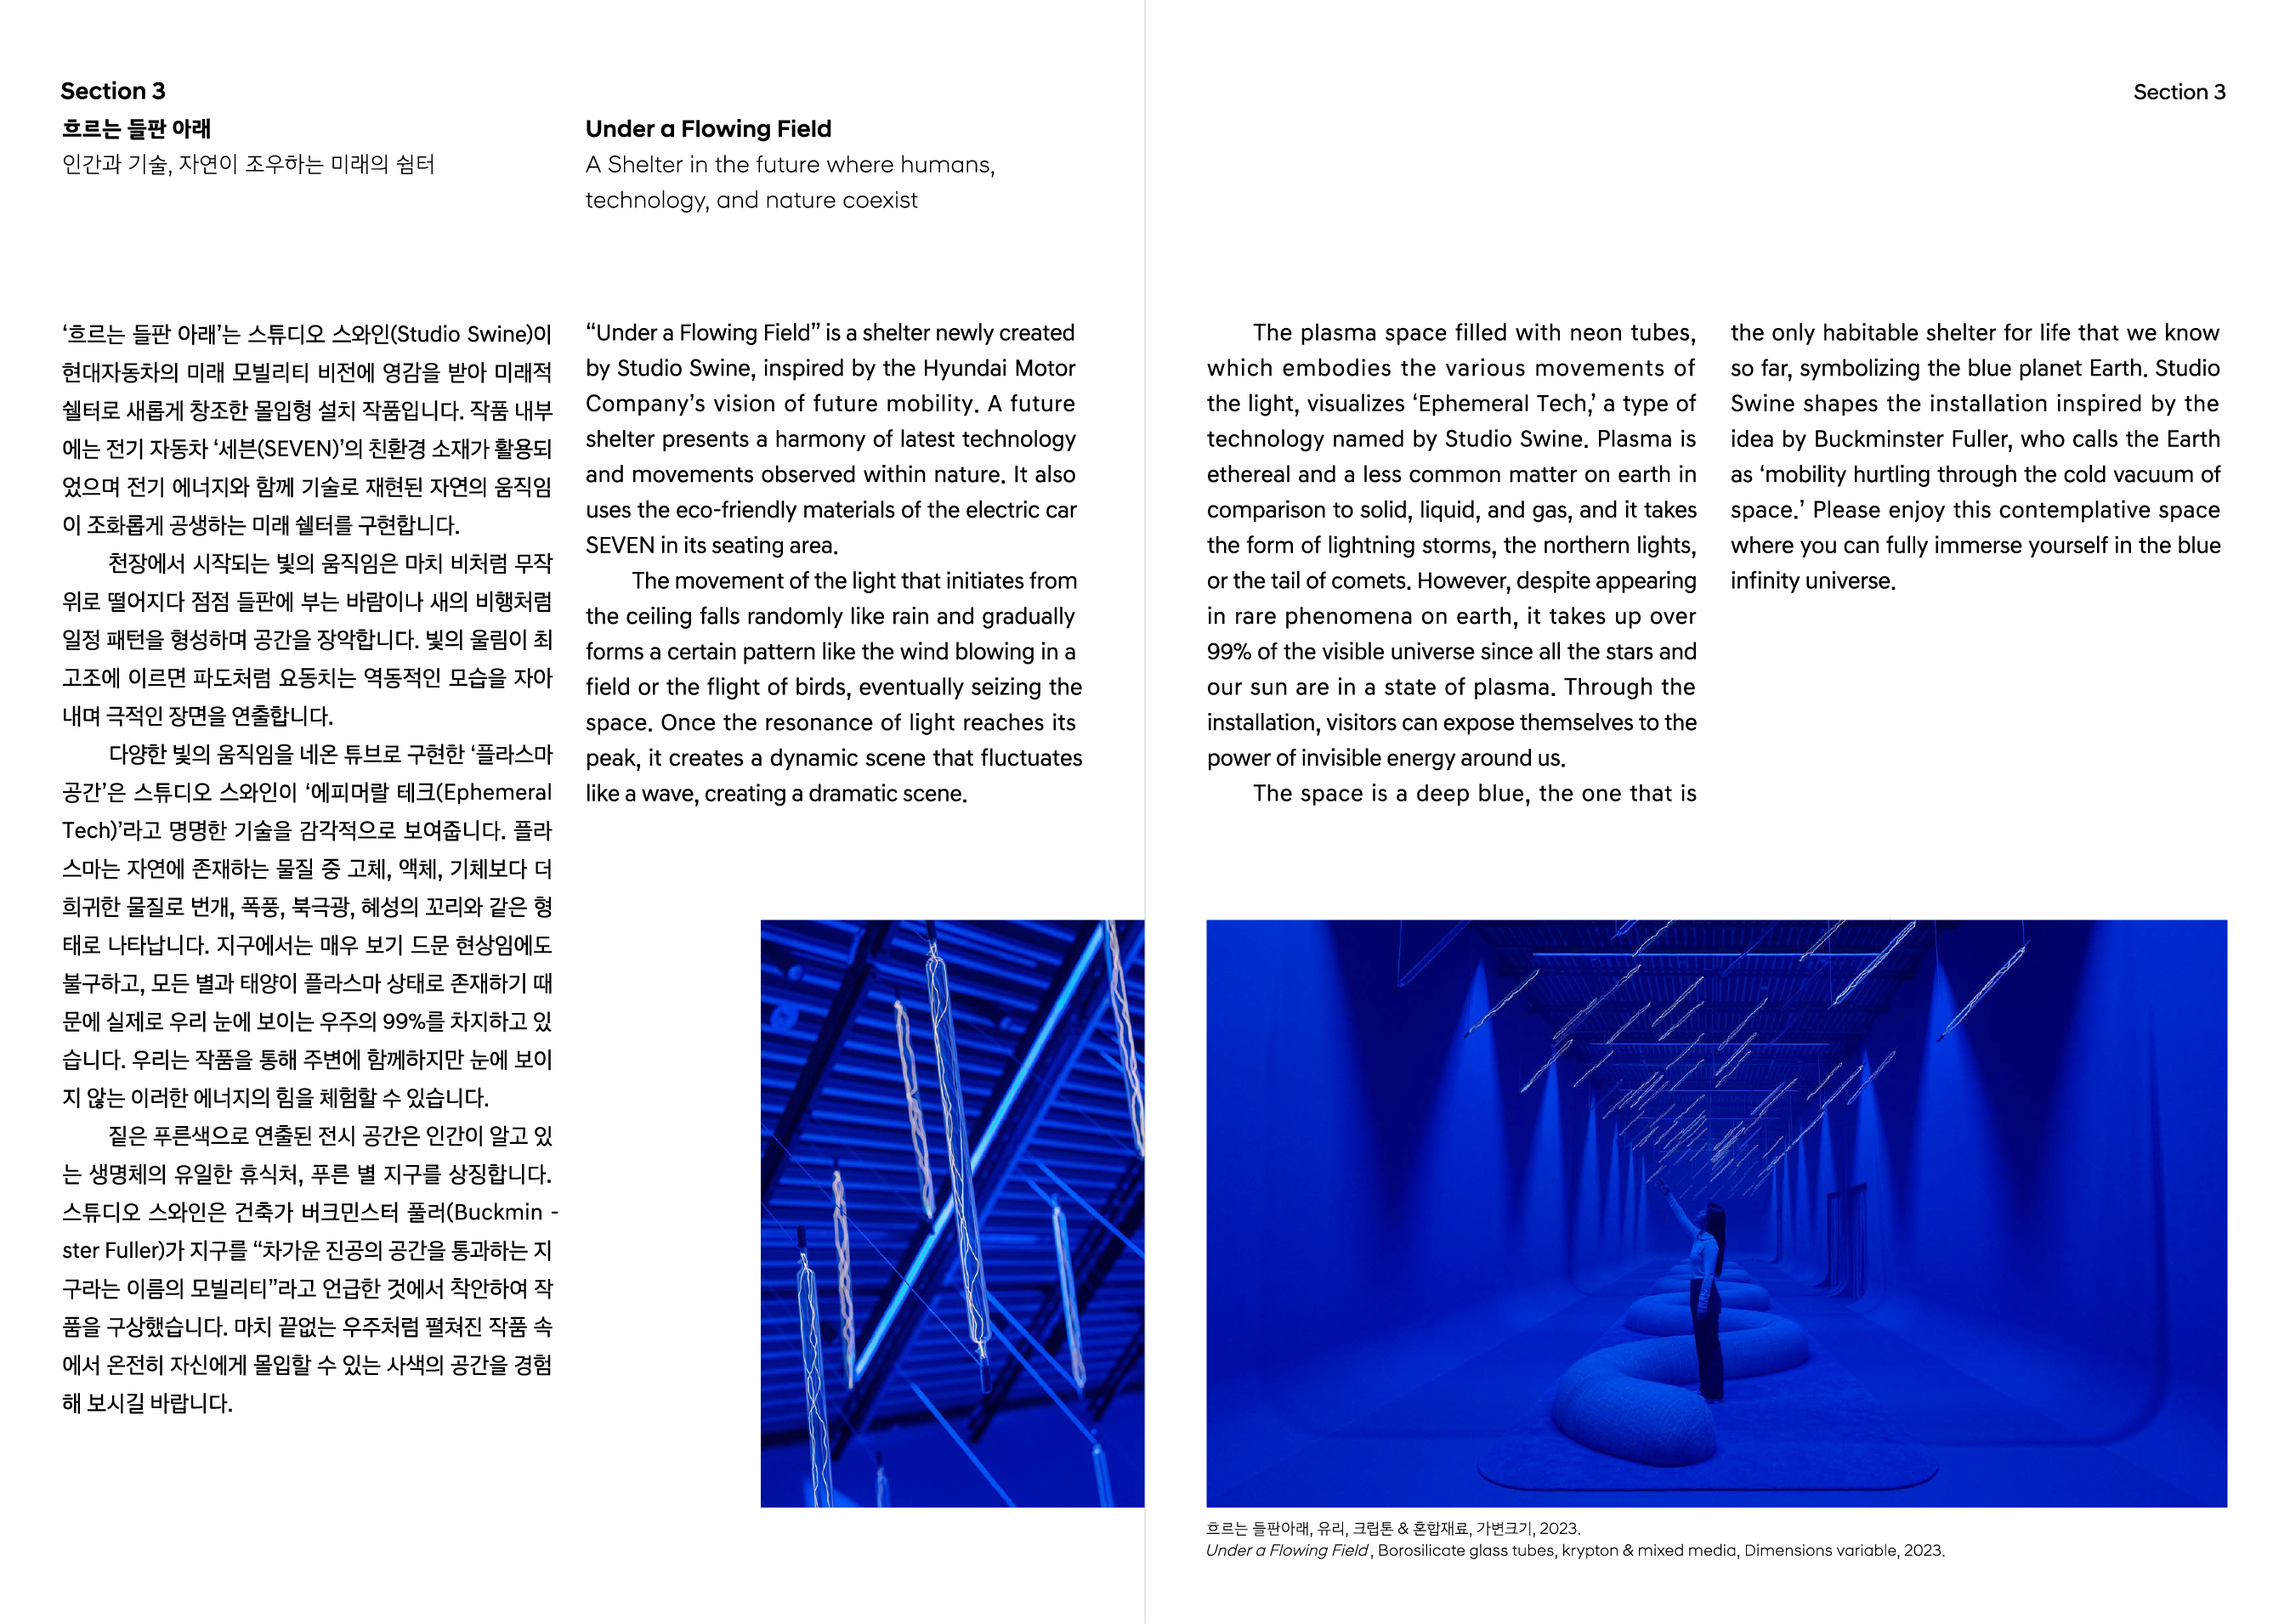 Section 3
흐르는 들판 아래
인간과 기술, 자연이 조우하는 미래의 쉼터
‘흐르는 들판 아래’는 스튜디오 스와인(Studio Swine)이
현대자동차의 미래 모빌리티 비전에 영감을 받아 미래적
쉘터로 새롭게 창조한 몰입형 설치 작품입니다. 작품 내부
에는 전기 자동차 ‘세븐(SEVEN)’의 친환경 소재가 활용되
었으며 전기 에너지와 함께 기술로 재현된 자연의 움직임
이 조화롭게 공생하는 미래 쉘터를 구현합니다.
천장에서 시작되는 빛의 움직임은 마치 비처럼 무작
위로 떨어지다 점점 들판에 부는 바람이나 새의 비행처럼
일정 패턴을 형성하며 공간을 장악합니다. 빛의 울림이 최
고조에 이르면 파도처럼 요동치는 역동적인 모습을 자아
내며 극적인 장면을 연출합니다.
다양한 빛의 움직임을 네온 튜브로 구현한 ‘플라스마
공간’은 스튜디오 스와인이 ‘에피머랄 테크(Ephemeral
Tech)’라고 명명한 기술을 감각적으로 보여줍니다. 플라
스마는 자연에 존재하는 물질 중 고체, 액체, 기체보다 더
희귀한 물질로 번개, 폭풍, 북극광, 혜성의 꼬리와 같은 형
태로 나타납니다. 지구에서는 매우 보기 드문 현상임에도
불구하고, 모든 별과 태양이 플라스마 상태로 존재하기 때
문에 실제로 우리 눈에 보이는 우주의 99%를 차지하고 있
습니다. 우리는 작품을 통해 주변에 함께하지만 눈에 보이
지 않는 이러한 에너지의 힘을 체험할 수 있습니다.
짙은 푸른색으로 연출된 전시 공간은 인간이 알고 있
는 생명체의 유일한 휴식처, 푸른 별 지구를 상징합니다.
스튜디오 스와인은 건축가 버크민스터 풀러(Buckmin -
ster Fuller)가 지구를 “차가운 진공의 공간을 통과하는 지
구라는 이름의 모빌리티”라고 언급한 것에서 착안하여 작
품을 구상했습니다. 마치 끝없는 우주처럼 펼쳐진 작품 속
에서 온전히 자신에게 몰입할 수 있는 사색의 공간을 경험
해 보시길 바랍니다.
Under a Flowing Field
A Shelter in the future where humans,
technology, and nature coexist
“Under a Flowing Field” is a shelter newly created
by Studio Swine, inspired by the Hyundai Motor
Company’s vision of future mobility. A future
shelter presents a harmony of latest technology
and movements observed within nature. It also
uses the eco-friendly materials of the electric car
SEVEN in its seating area.
The movement of the light that initiates from
the ceiling falls randomly like rain and gradually
forms a certain pattern like the wind blowing in a
field or the flight of birds, eventually seizing the
space. Once the resonance of light reaches its
peak, it creates a dynamic scene that fluctuates
like a wave, creating a dramatic scene.
Section 3
The plasma space filled with neon tubes,
which embodies the various movements of
the light, visualizes ‘Ephemeral Tech,’ a type of
technology named by Studio Swine. Plasma is
ethereal and a less common matter on earth in
comparison to solid, liquid, and gas, and it takes
the form of lightning storms, the northern lights,
or the tail of comets. However, despite appearing
in rare phenomena on earth, it takes up over
99% of the visible universe since all the stars and
our sun are in a state of plasma. Through the
installation, visitors can expose themselves to the
power of invisible energy around us.
The space is a deep blue, the one that is
the only habitable shelter for life that we know
so far, symbolizing the blue planet Earth. Studio
Swine shapes the installation inspired by the
idea by Buckminster Fuller, who calls the Earth
as ‘mobility hurtling through the cold vacuum of
space.’ Please enjoy this contemplative space
where you can fully immerse yourself in the blue
infinity universe.
흐르는 들판아래, 유리, 크립톤 & 혼합재료, 가변크기, 2023.
Under a Flowing Field, Borosilicate glass tubes, krypton & mixed media, Dimensions variable, 2023.